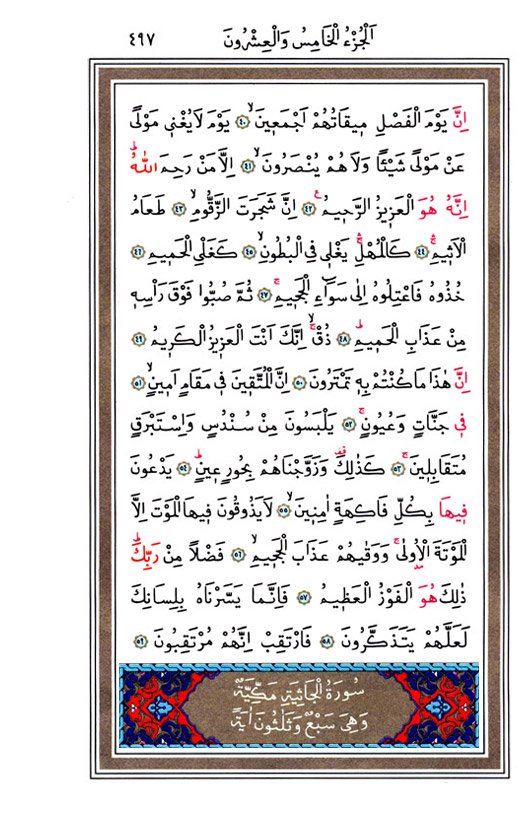 اَلْجُزْءُ الْخَامِسُ وَالْعِشْرُونَ ٤٩٧
اِنَّ يَوْمَ الْفَصْلِ م۪يقَاتُهُمْ اَجْمَع۪ينَۙ ﴿٤٠﴾ يَوْمَ لَا يُغْن۪ي مَوْلًى
عَنْ مَوْلًى شَيْـًٔا وَلَا هُمْ يُنْصَرُونَۙ ﴿٤١﴾ اِلَّا مَنْ رَحِمَ اللّٰهُۜ
اِنَّهُ هُوَ الْعَز۪يزُ الرَّح۪يمُ۟ ﴿٤٢﴾ اِنَّ شَجَرَتَ الزَّقُّومِۙ ﴿٤٣﴾ طَعَامُ
الْاَث۪يمِۚۛ ﴿٤٤﴾ كَالْمُهْلِۚۛ يَغْل۪ي فِي الْبُطُونِۙ ﴿٤٥﴾ كَغَلْيِ الْحَم۪يمِ ﴿٤٦﴾
خُذُوهُ فَاعْتِلُوهُ اِلٰى سَوَٓاءِ الْجَح۪يمِۚ ﴿٤٧﴾ ثُمَّ صُبُّوا فَوْقَ رَأْسِه۪
مِنْ عَذَابِ الْحَم۪يمِۜ ﴿٤٨﴾ ذُقْۙۚ اِنَّكَ اَنْتَ الْعَز۪يزُ الْكَر۪يمُ ﴿٤٩﴾
اِنَّ هٰذَا مَا كُنْتُمْ بِه۪ تَمْتَرُونَ ﴿٥٠﴾ اِنَّ الْمُتَّق۪ينَ ف۪ي مَقَامٍ اَم۪ينٍۙ ﴿٥١﴾
ف۪ي جَنَّاتٍ وَعُيُونٍۚ ﴿٥٢﴾ يَلْبَسُونَ مِنْ سُنْدُسٍ وَاِسْتَبْرَقٍ
مُتَقَابِل۪ينَۚ ﴿٥٣﴾ كَذٰلِكَ۠ وَزَوَّجْنَاهُمْ بِحُورٍ ع۪ينٍۜ ﴿٥٤﴾ يَدْعُونَ
ف۪يهَا بِكُلِّ فَاكِهَةٍ اٰمِن۪ينَۙ ﴿٥٥﴾ لَا يَذُوقُونَ ف۪يهَا الْمَوْتَ اِلَّا
الْمَوْتَةَ الْاُو۫لٰىۚ وَوَقٰيهُمْ عَذَابَ الْجَح۪يمِۙ ﴿٥٦﴾ فَضْلًا مِنْ رَبِّكَۜ
ذٰلِكَ هُوَ الْفَوْزُ الْعَظ۪يمُ ﴿٥٧﴾ فَاِنَّمَا يَسَّرْنَاهُ بِلِسَانِكَ
لَعَلَّهُمْ يَتَذَكَّرُونَ ﴿٥٨﴾ فَارْتَقِبْ اِنَّهُمْ مُرْتَقِبُونَ ﴿٥٩﴾
سُورَةُ الْجَاثِيَةِ مَكِّيَّةٌ
وَهِيَ سَبْعٌ وَثَلٰثُونَ اٰيَةً